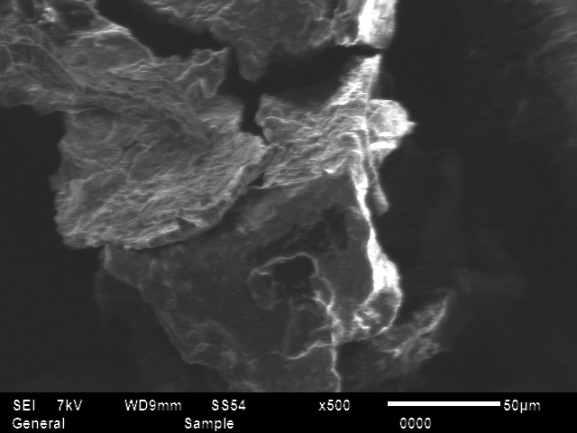 SEI 7kV WD9mm SS54 x500 50µm
General Sample 0000